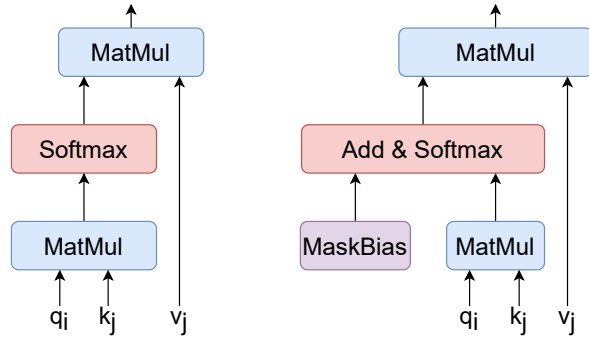 MatMul
Softmax
MatMul
qi kj vj
MatMul
Add & Softmax
MaskBias
MatMul
qi kj vj